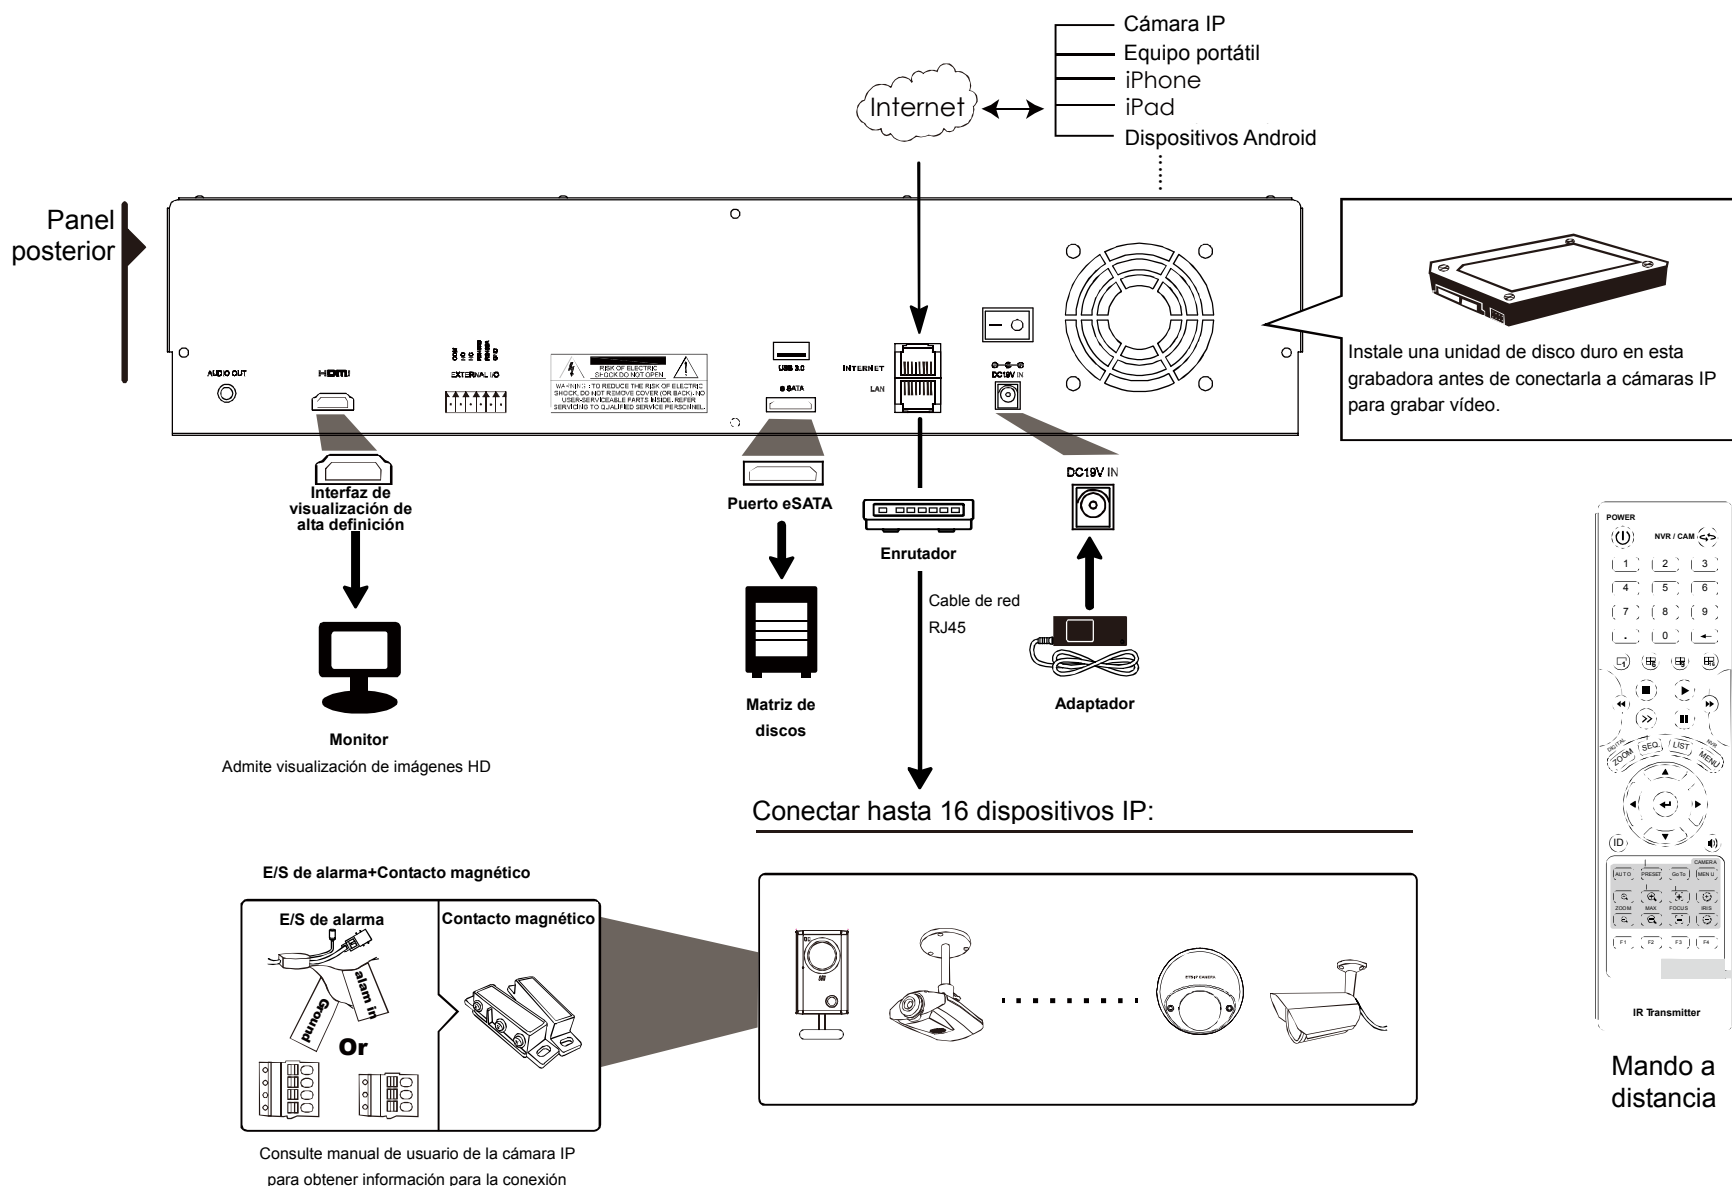 Cámara IP
Equipo portátil
iPhone
iPad
Dispositivos Android
Internet
Panel
posterior
AUDIO OUT
HDMI
COM
EXTERNAL I/O
RISK OF ELECTRIC
SHOCK DO NOT OPEN
WARNING : TO REDUCE THE RISK OF ELECTRIC
SHOCK, DO NOT REMOVE COVER (OR BACK). NO
USER-SERVICEABLE PARTS INSIDE. REFER
SERVICING TO QUALIFIED SERVICE PERSONNEL.
USB 3.0
e SATA
INTERNET
LAN
DC19V IN
Instale una unidad de disco duro en esta
grabadora antes de conectarla a cámaras IP
para grabar vídeo.
Interfaz de
visualización de
alta definición
Puerto eSATA
Enrutador
DC19V IN
Cable de red
RJ45
Monitor
Admite visualización de imágenes HD
Matriz de
discos
Adaptador
Conectar hasta 16 dispositivos IP:
E/S de alarma+Contacto magnético
E/S de alarma
Contacto magnético
alam in
Ground
Or
Consulte manual de usuario de la cámara IP
para obtener información para la conexión
POWER
NVR / CAM
1 2 3
4 5 6
7 8 9
. 0
DIGITAL
NVR
ZOOM SEQ LIST MENU
ID
CAMERA
AUTO PRESET GoTo MENU
ZOOM MAX FOCUS IRIS
F1 F2 F3 F4
IR Transmitter
Mando a
distancia